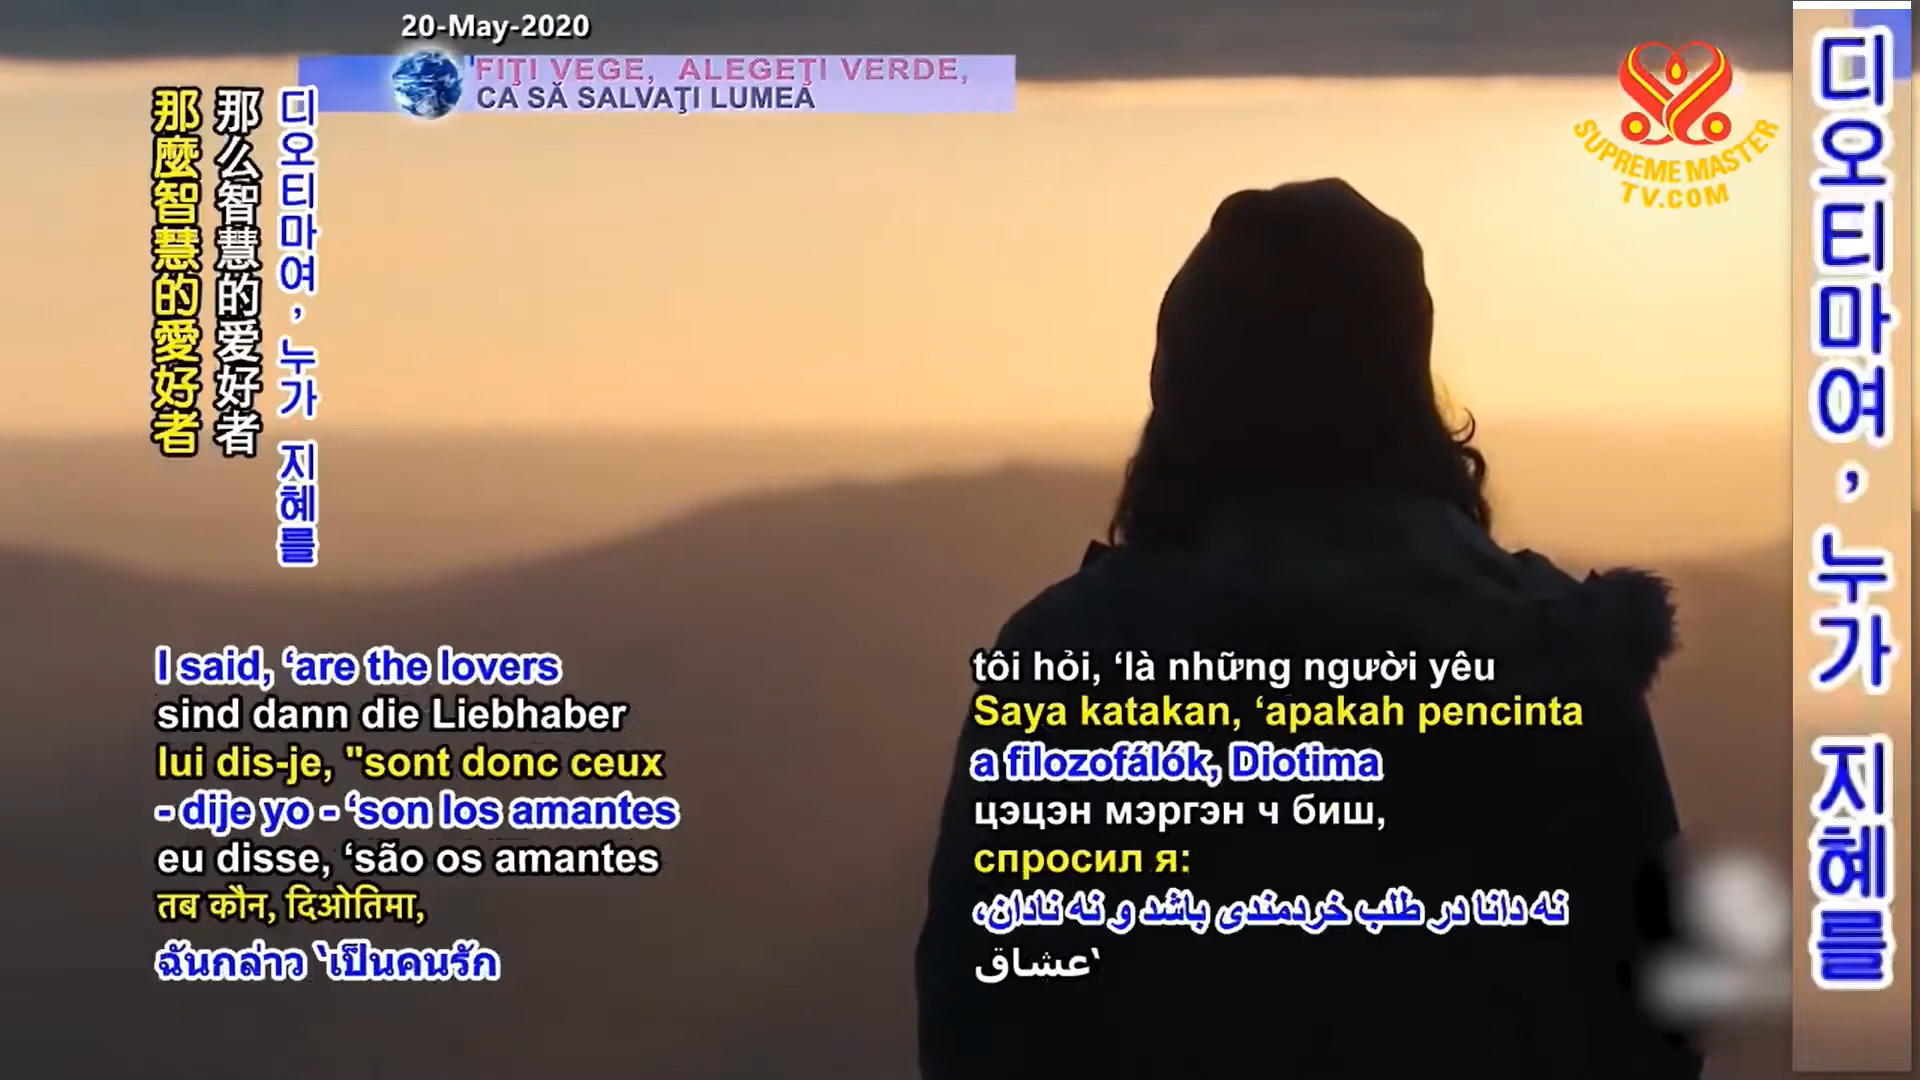 20-May-2020
FIŢI VEGE, ALEGEŢI VERDE,
CA SĂ SALVAŢI LUMEA
SUPREME MASTER
TV.COM
那麼智慧的愛好者
那么智慧的爱好者
디오티마여, 누가 지혜를
디오티마여, 누가 지혜를
I said, ‘are the lovers
sind dann die Liebhaber
lui dis-je, "sont donc ceux
- dije yo - ‘son los amantes
eu disse, ‘são os amantes
तब कौन, दिओतिमा,
ฉันกล่าว ‘เป็นคนรัก
tôi hỏi, ‘là những người yêu
Saya katakan, ‘apakah pencinta
a filozofálók, Diotima
цэцэн мэргэн ч биш,
спросил я:
نه دانا در طلب خردمندی باشد و نه نادان،
‘عشاق